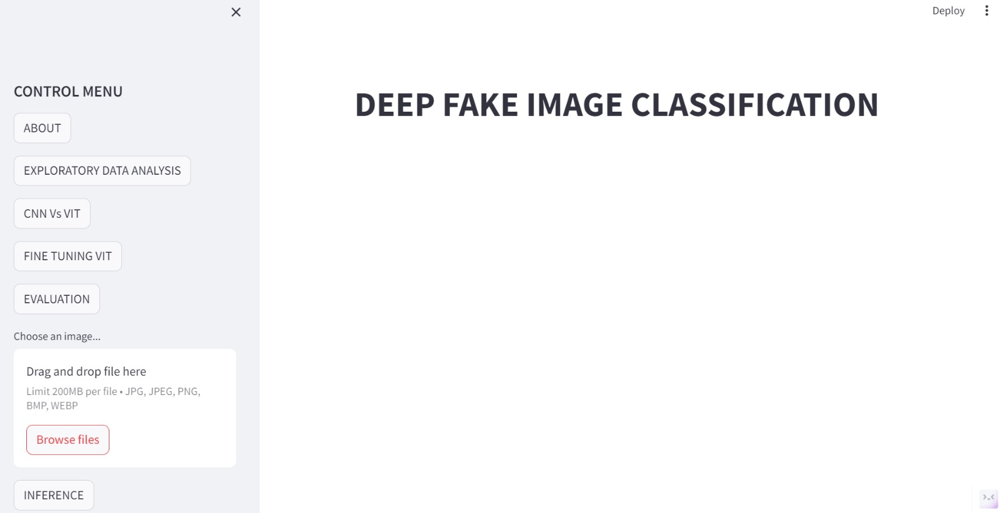 Deploy
CONTROL MENU
ABOUT
EXPLORATORY DATA ANALYSIS
CNN Vs VIT
FINE TUNING VIT
EVALUATION
Choose an image...
Drag and drop file here
Limit 200MB per file • JPG, JPEG, PNG,
BMP, WEBP
Browse files
INFERENCE
DEEP FAKE IMAGE CLASSIFICATION